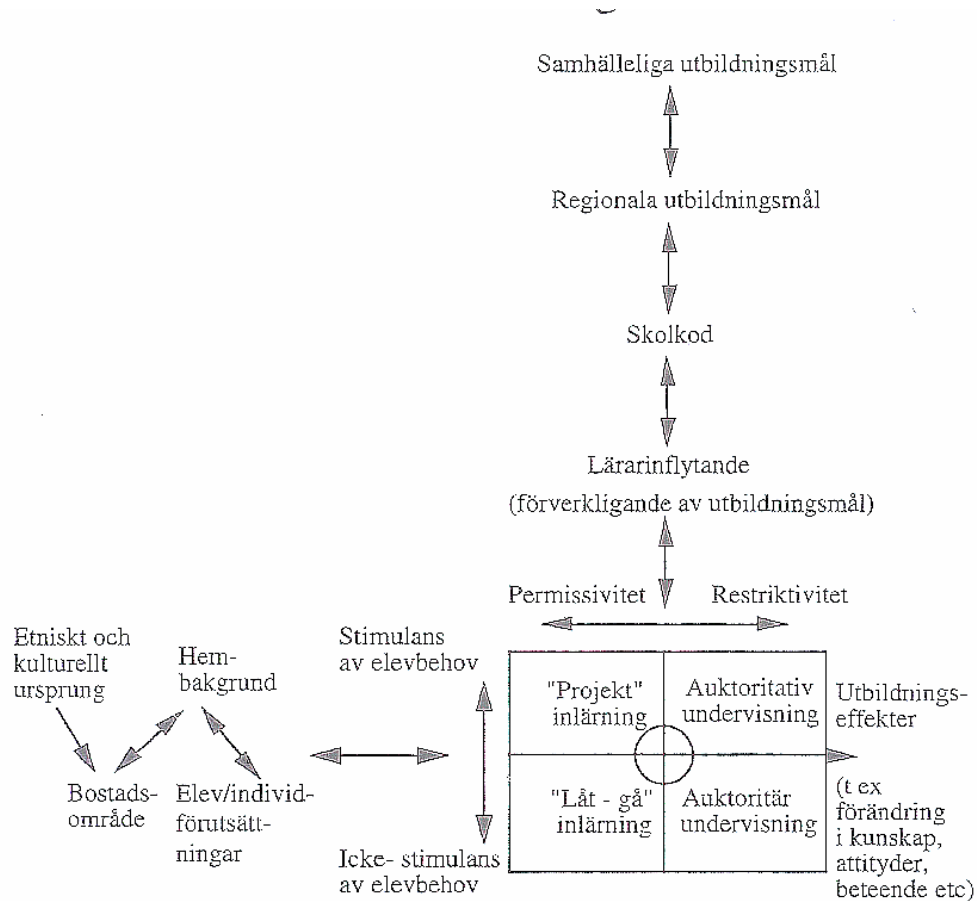 Samhälleliga utbildningsmål
Regionala utbildningsmål
Skolkod
Lärarinflytande
(förverkligande av utbildningsmål)
Permissivitet
Restriktivitet
Etniskt och
kulturellt
ursprung
Hem-
bakgrund
Bostads-
område
Elev/individ-
förutsätt-
ningar
Stimulans
av elevbehov
Icke- stimulans
av elevbehov
"Projekt"
inlärning
Auktoritativ
undervisning
"Låt - gå"
inlärning
Auktoritär
undervisning
Utbildnings-
effekter
(t ex
förändring
i kunskap,
attityder,
beteende etc)